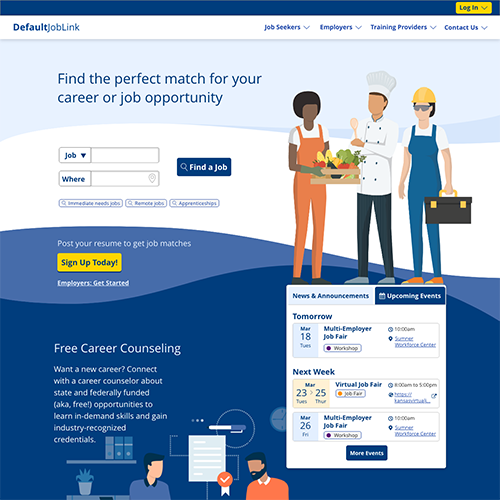 Log In
DefaultJobLink
Job Seekers
Employers
Training Providers
Contact Us
Find the perfect match for your
career or job opportunity
Job
Where
Find a Job
Immediate needs jobs
Remote jobs
Apprenticeships
Post your resume to get job matches
Sign Up Today!
Employers: Get Started
News & Announcements
Upcoming Events
Tomorrow
Mar
18
Tues
Multi-Employer
Job Fair
Workshop
10:00am
Sumner
Workforce Center
Next Week
Mar
23 > 25
Tues Thur
Virtual Job Fair
Job Fair
8:00am to 5:00pm
Mar
26
Fri
Multi-Employer
Job Fair
Workshop
10:00am
Sumner
Workforce Center
More Events
Free Career Counseling
Want a new career? Connect
with a career counselor about
state and federally funded
(aka, free!) opportunities to
learn in-demand skills and gain
industry-recognized
credentials.